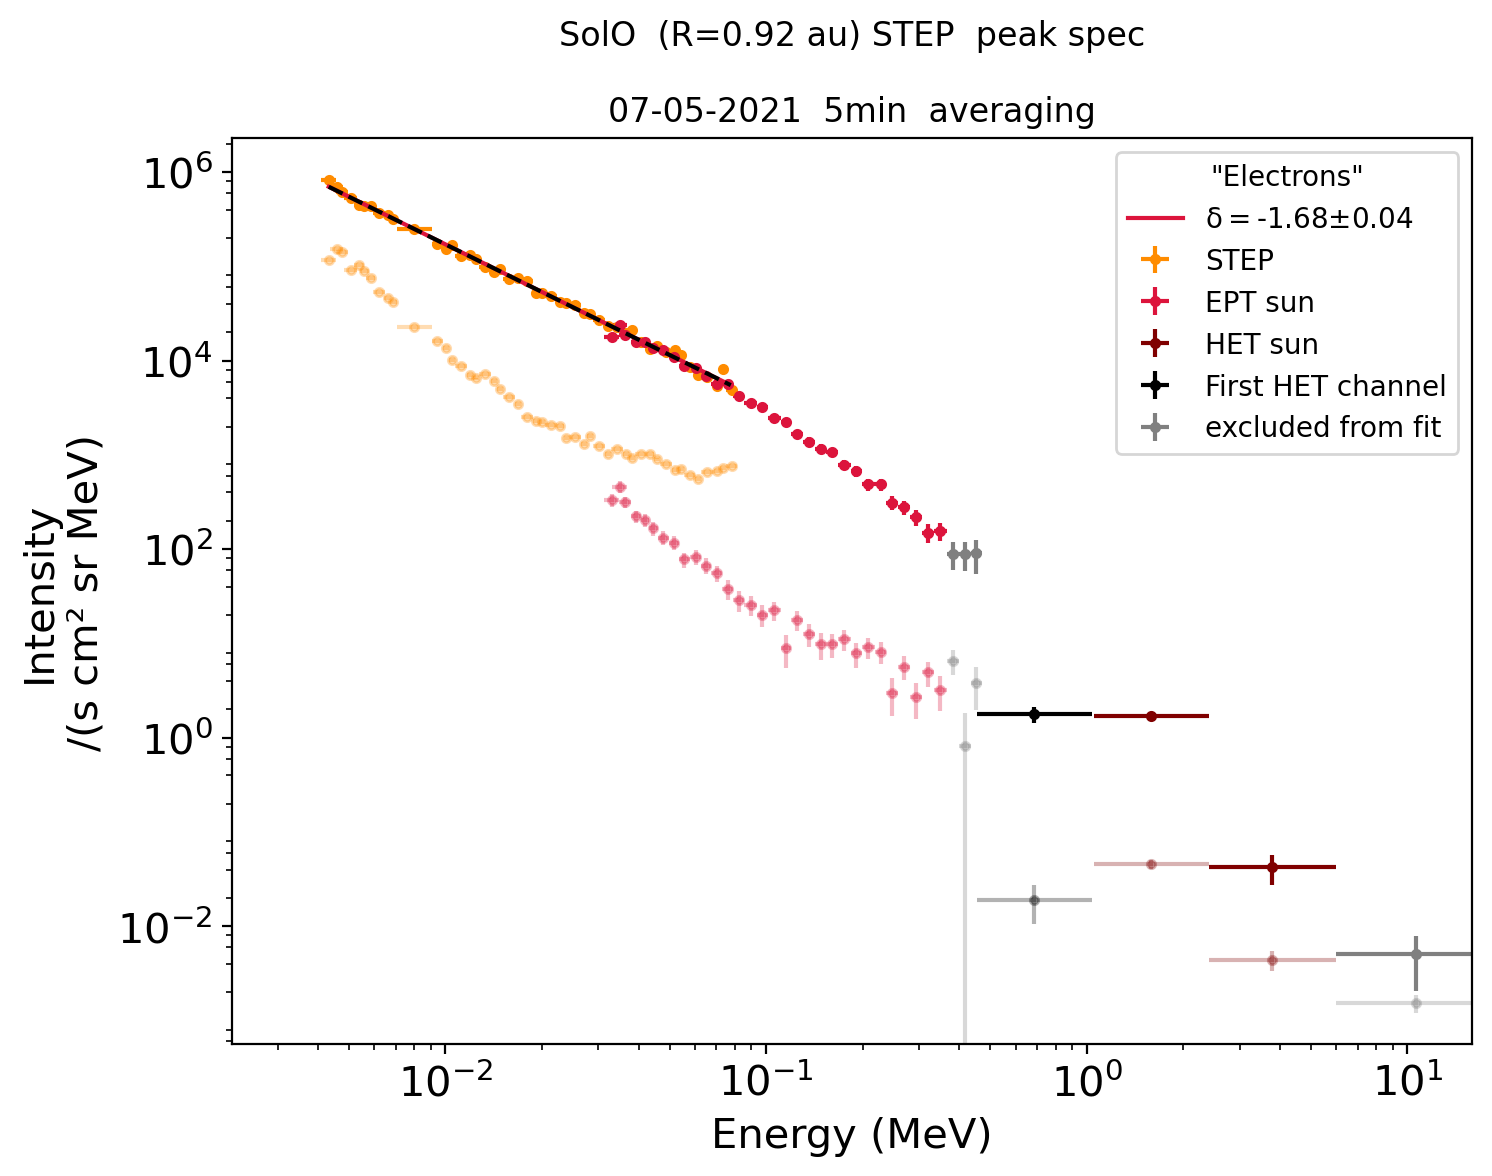 SolO  (R=0.92 au) STEP  peak spec
07-05-2021  5min  averaging
"Electrons"
δ = -1.68±0.04
STEP
EPT sun
HET sun
First HET channel
excluded from fit
Intensity
/(s cm² sr MeV)
10⁶
10⁴
10²
10⁰
10⁻²
10⁻²
10⁻¹
10⁰
10¹
Energy (MeV)